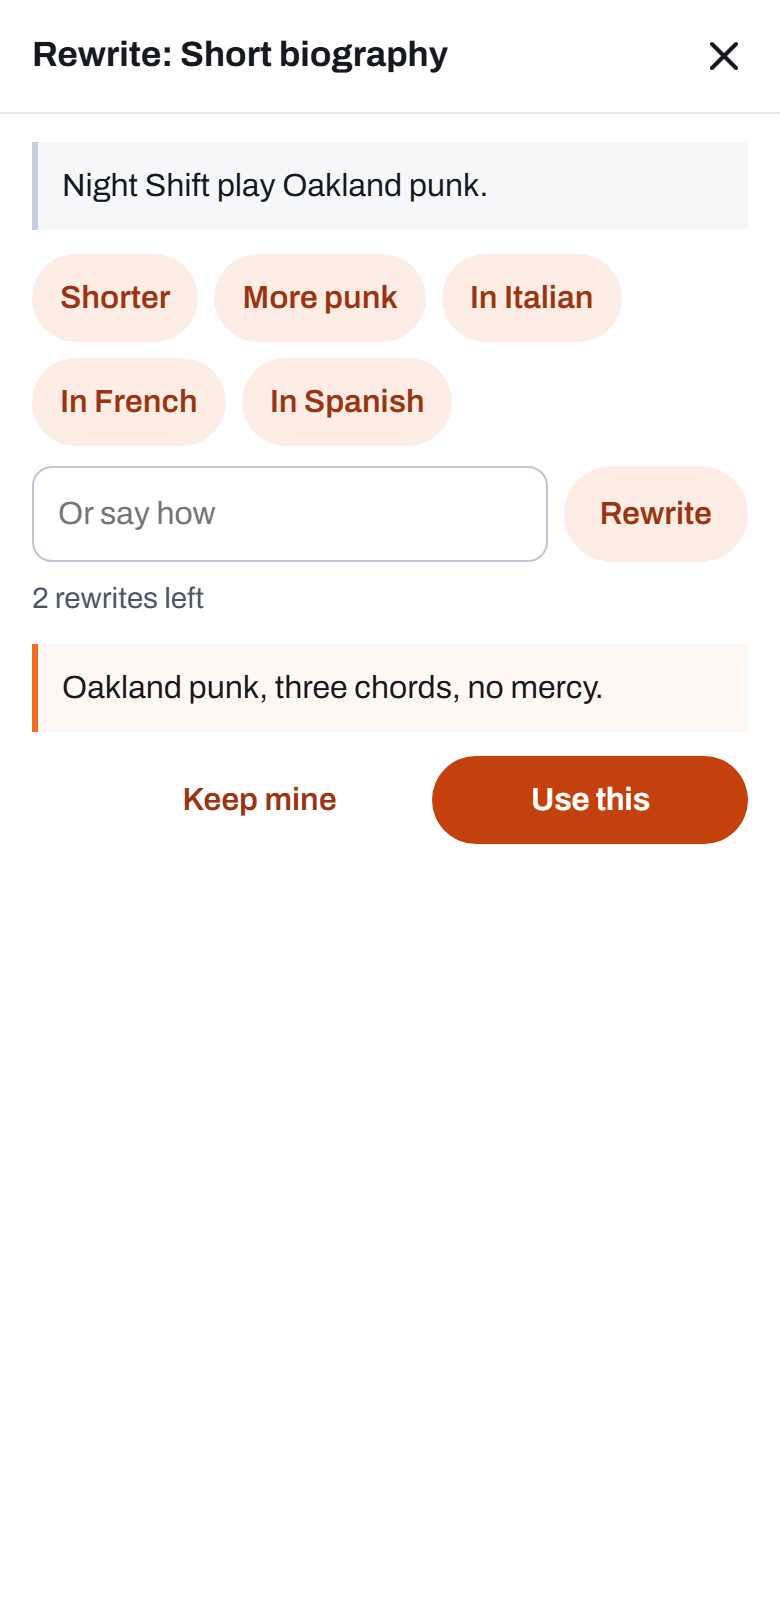 Rewrite: Short biography
Night Shift play Oakland punk.
Shorter
More punk
In Italian
In French
In Spanish
Or say how
Rewrite
2 rewrites left
Oakland punk, three chords, no mercy.
Keep mine
Use this